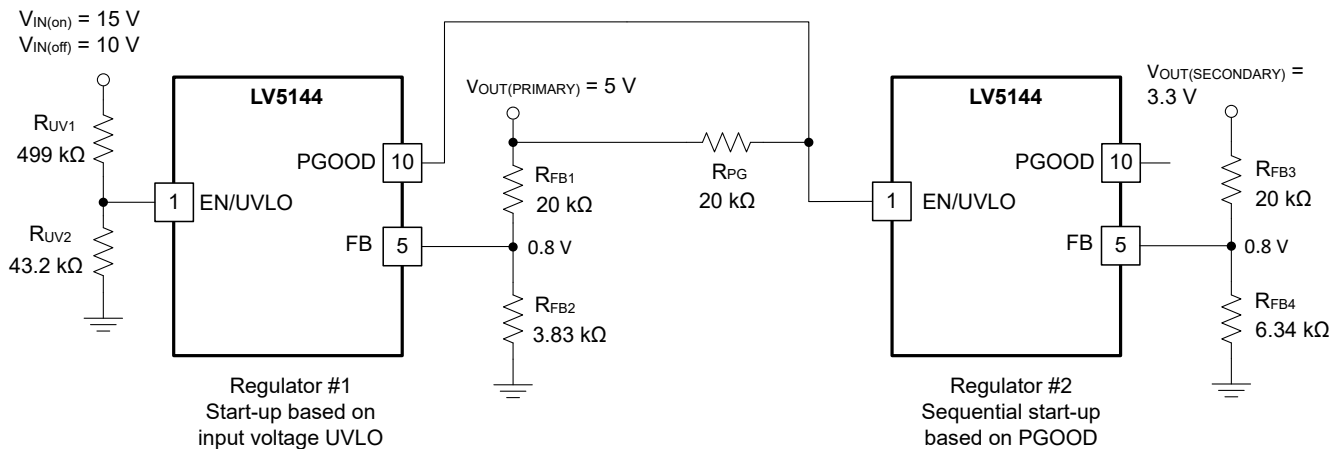 VIN(on) = 15 V
VIN(off) = 10 V
RUV1
499 kΩ
RUV2
43.2 kΩ
LV5144
1
EN/UVLO
PGOOD
10
FB
5
Regulator #1
Start-up based on
input voltage UVLO
VOUT(PRIMARY) = 5 V
RFB1
20 kΩ
0.8 V
RFB2
3.83 kΩ
RPG
20 kΩ
LV5144
1
EN/UVLO
PGOOD
10
FB
5
Regulator #2
Sequential start-up
based on PGOOD
VOUT(SECONDARY) =
3.3 V
RFB3
20 kΩ
0.8 V
RFB4
6.34 kΩ